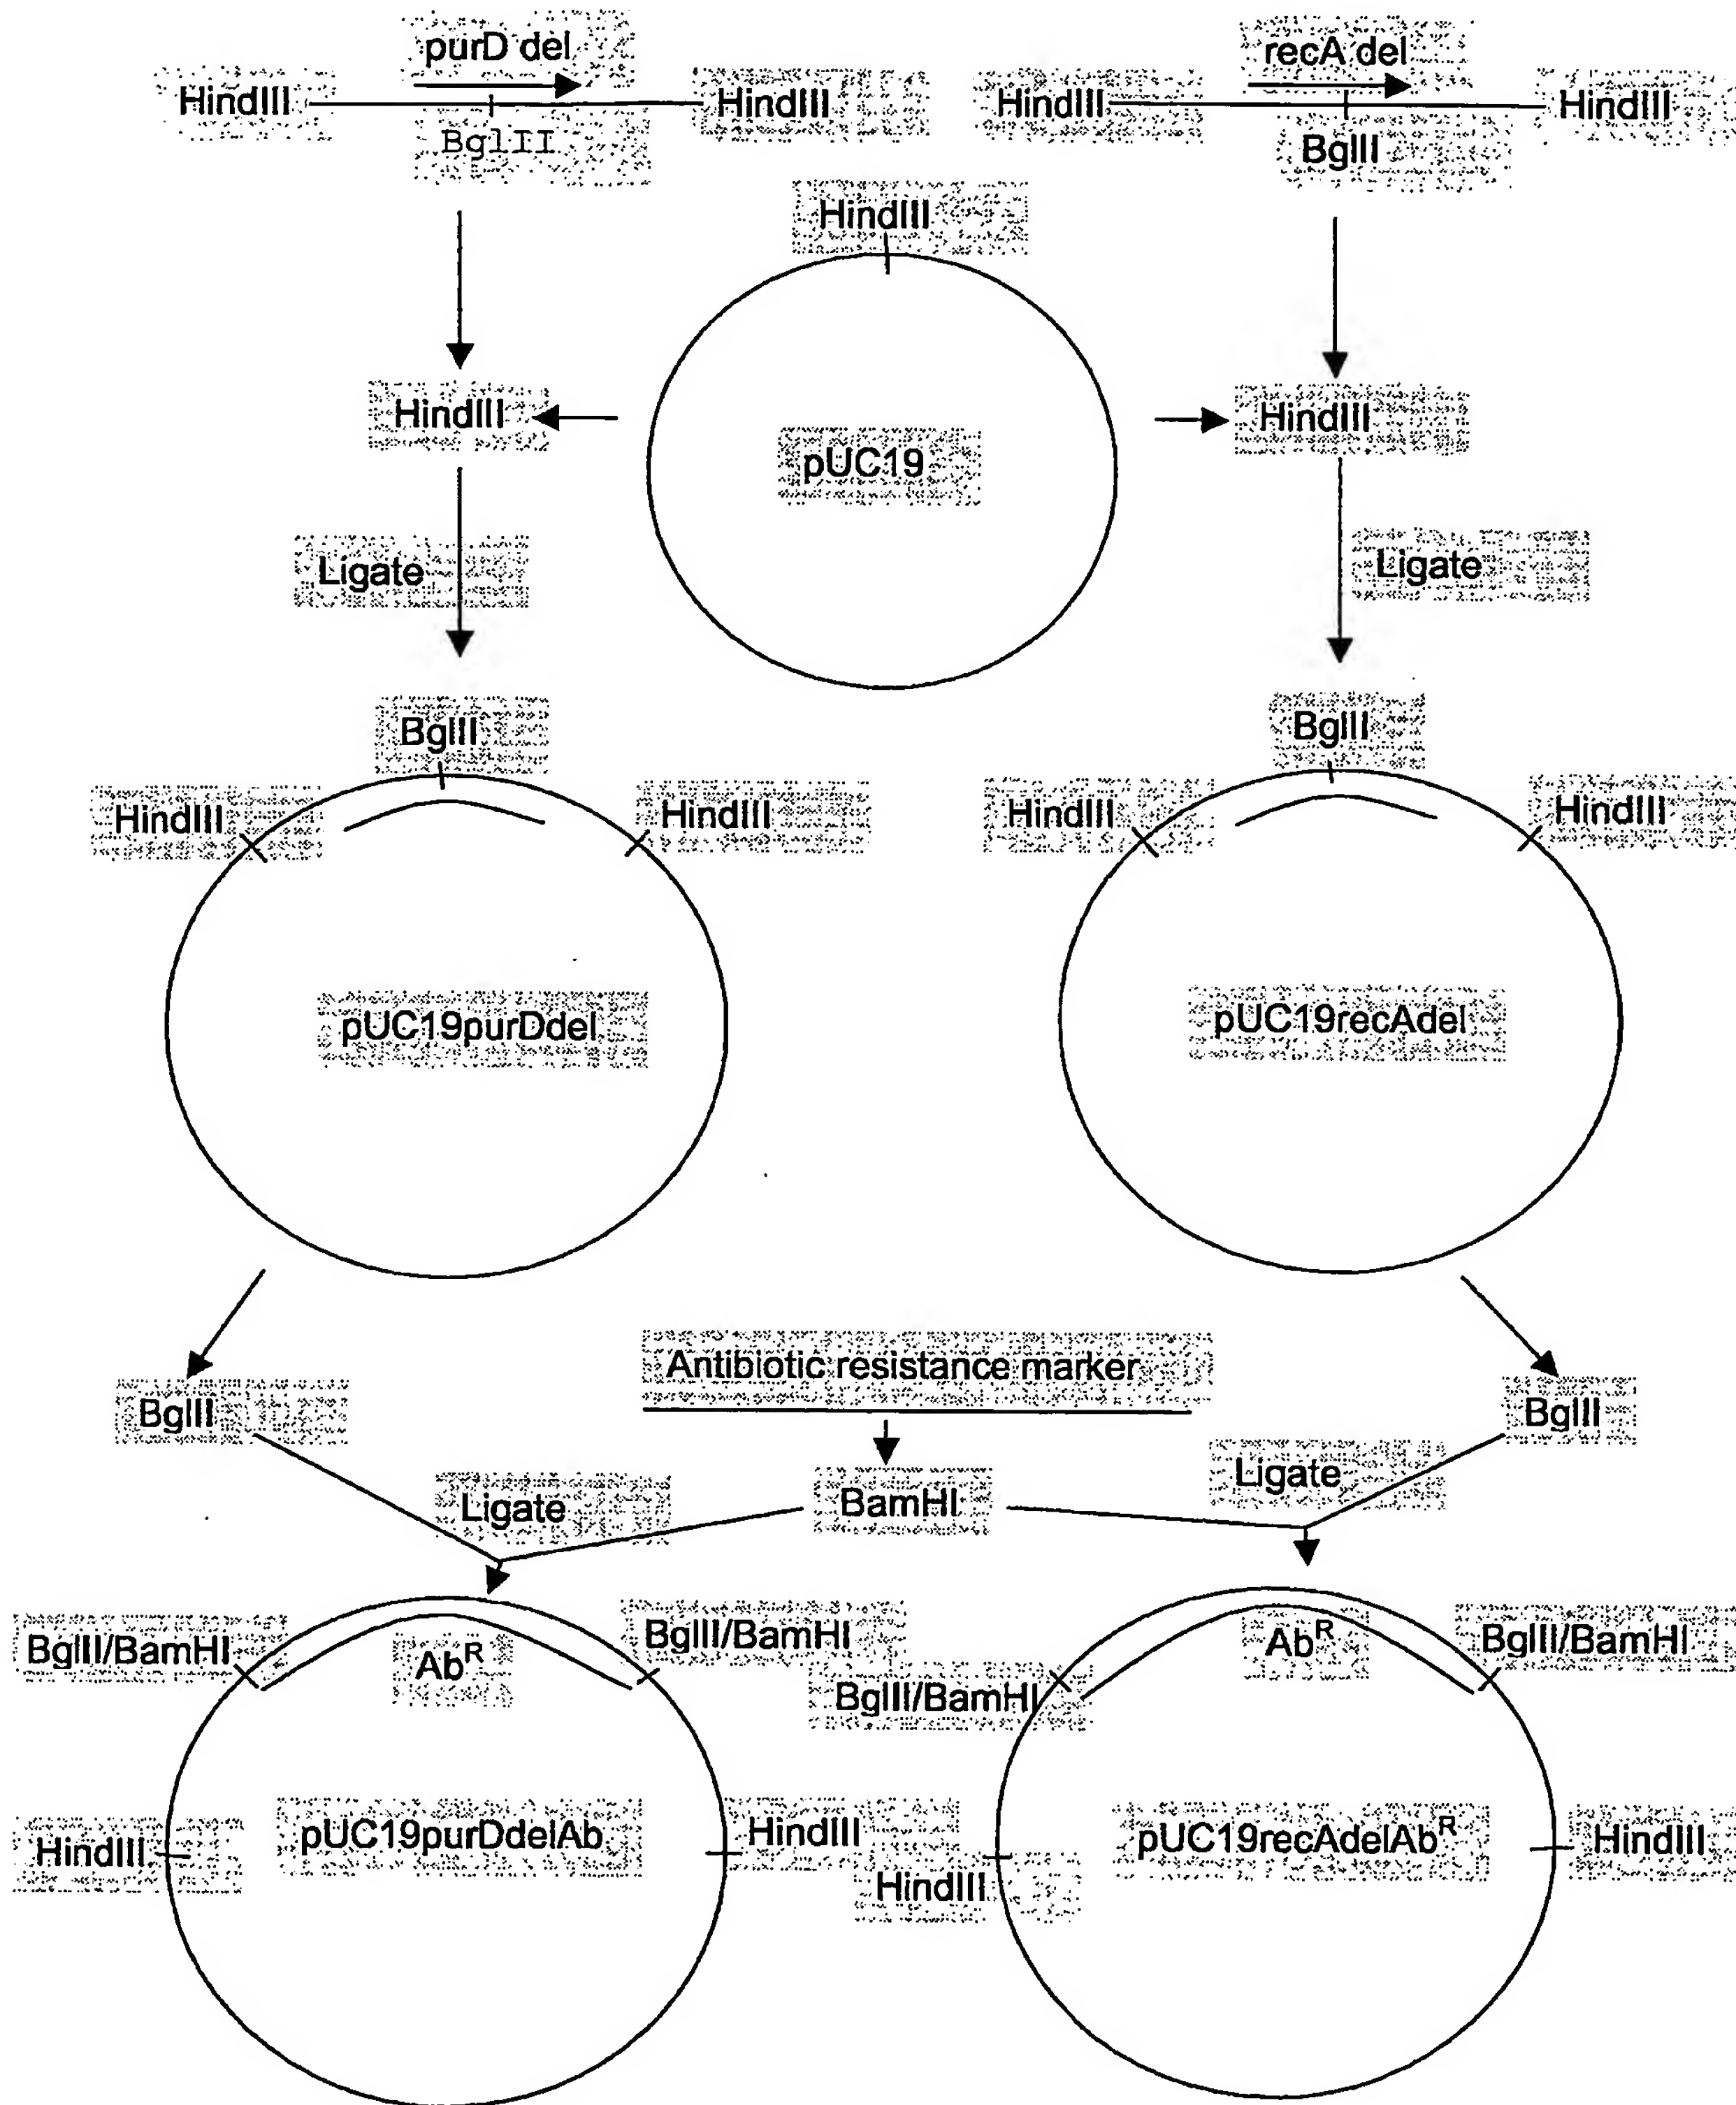 purD del
recA del
HindIII
HindIII
HindIII
HindIII
BglII
BglII
HindIII
HindIII
HindIII
pUC19
Ligate
Ligate
BglII
BglII
HindIII
HindIII
HindIII
HindIII
pUC19purDdel
pUC19recAdel
Antibiotic resistance marker
BglII
BglII
Ligate
BamHI
Ligate
BglII/BamHI
AbR
BglII/BamHI
BglII/BamHI
AbR
BglII/BamHI
HindIII
pUC19purDdelAb
HindIII
HindIII
pUC19recAdelAbR
HindIII